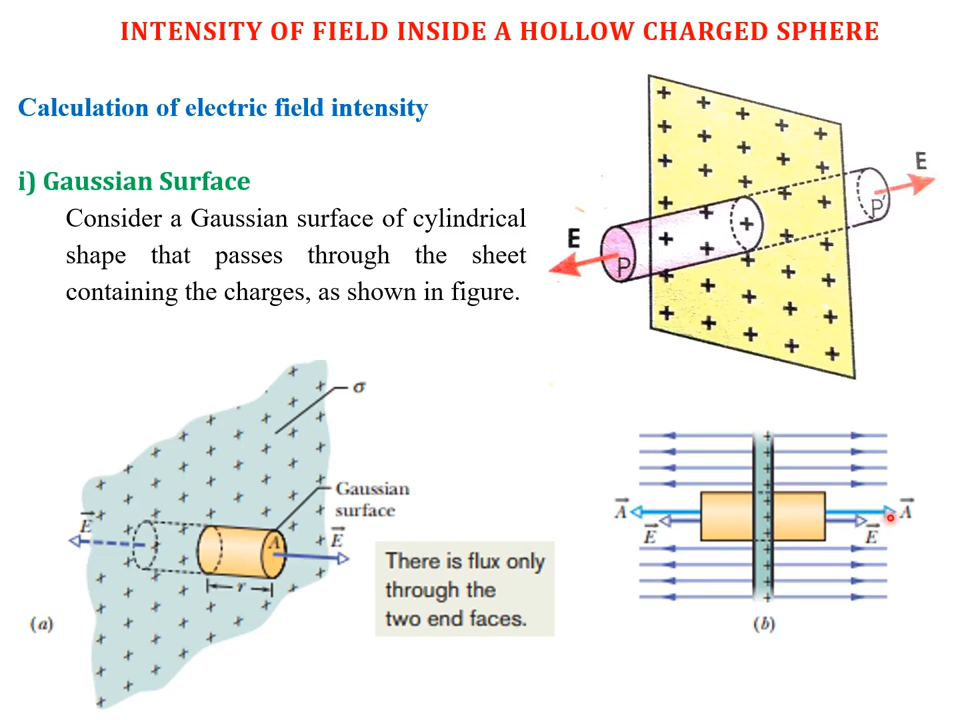 INTENSITY OF FIELD INSIDE A HOLLOW CHARGED SPHERE
Calculation of electric field intensity
i) Gaussian Surface
Consider a Gaussian surface of cylindrical
shape that passes through the sheet
containing the charges, as shown in figure.
E
P
E
P'
σ
Gaussian
surface
E
A
E
r
(a)
There is flux only
through the
two end faces.
A
E
A
E
(b)